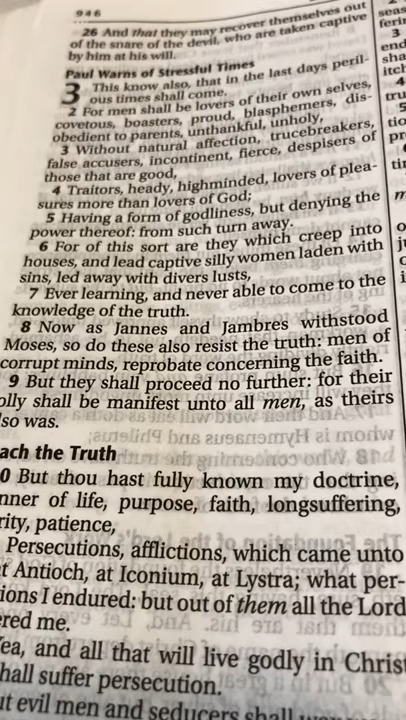 946
26 And that they may recover themselves out
of the snare of the devil, who are taken captive
by him at his will.
Paul Warns of Stressful Times
3 This know also, that in the last days peril-
ous times shall come.
2 For men shall be lovers of their own selves,
covetous, boasters, proud, blasphemers, dis-
obedient to parents, unthankful, unholy,
3 Without natural affection, trucebreakers,
false accusers, incontinent, fierce, despisers of
those that are good,
4 Traitors, heady, highminded, lovers of plea-
sures more than lovers of God;
5 Having a form of godliness, but denying the
power thereof: from such turn away.
6 For of this sort are they which creep into
houses, and lead captive silly women laden with
sins, led away with divers lusts,
7 Ever learning, and never able to come to the
knowledge of the truth.
8 Now as Jannes and Jambres withstood
Moses, so do these also resist the truth: men of
corrupt minds, reprobate concerning the faith.
9 But they shall proceed no further: for their
olly shall be manifest unto all men, as theirs
lso was.
ach the Truth
0 But thou hast fully known my doctrine,
nner of life, purpose, faith, longsuffering,
rity, patience,
Persecutions, afflictions, which came unto
t Antioch, at Iconium, at Lystra; what per-
ions I endured: but out of them all the Lord
ered me.
ea, and all that will live godly in Christ
hall suffer persecution.
ut evil men and seducers shall